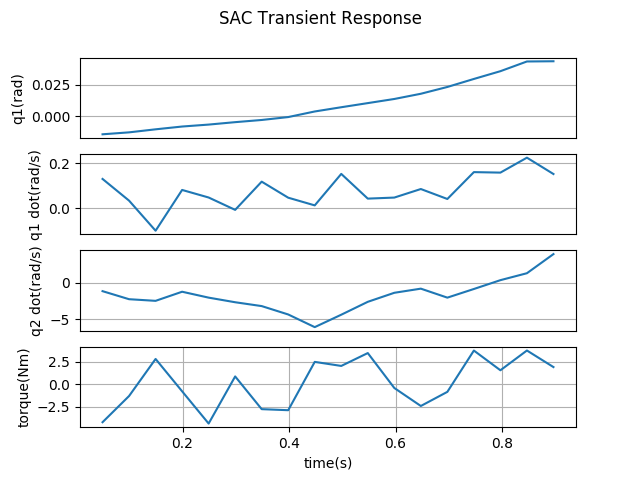 SAC Transient Response
q1(rad)
0.025
0.000
q1 dot(rad/s)
0.2
0.0
q2 dot(rad/s)
0
−5
torque(Nm)
2.5
0.0
−2.5
0.2 0.4 0.6 0.8
time(s)